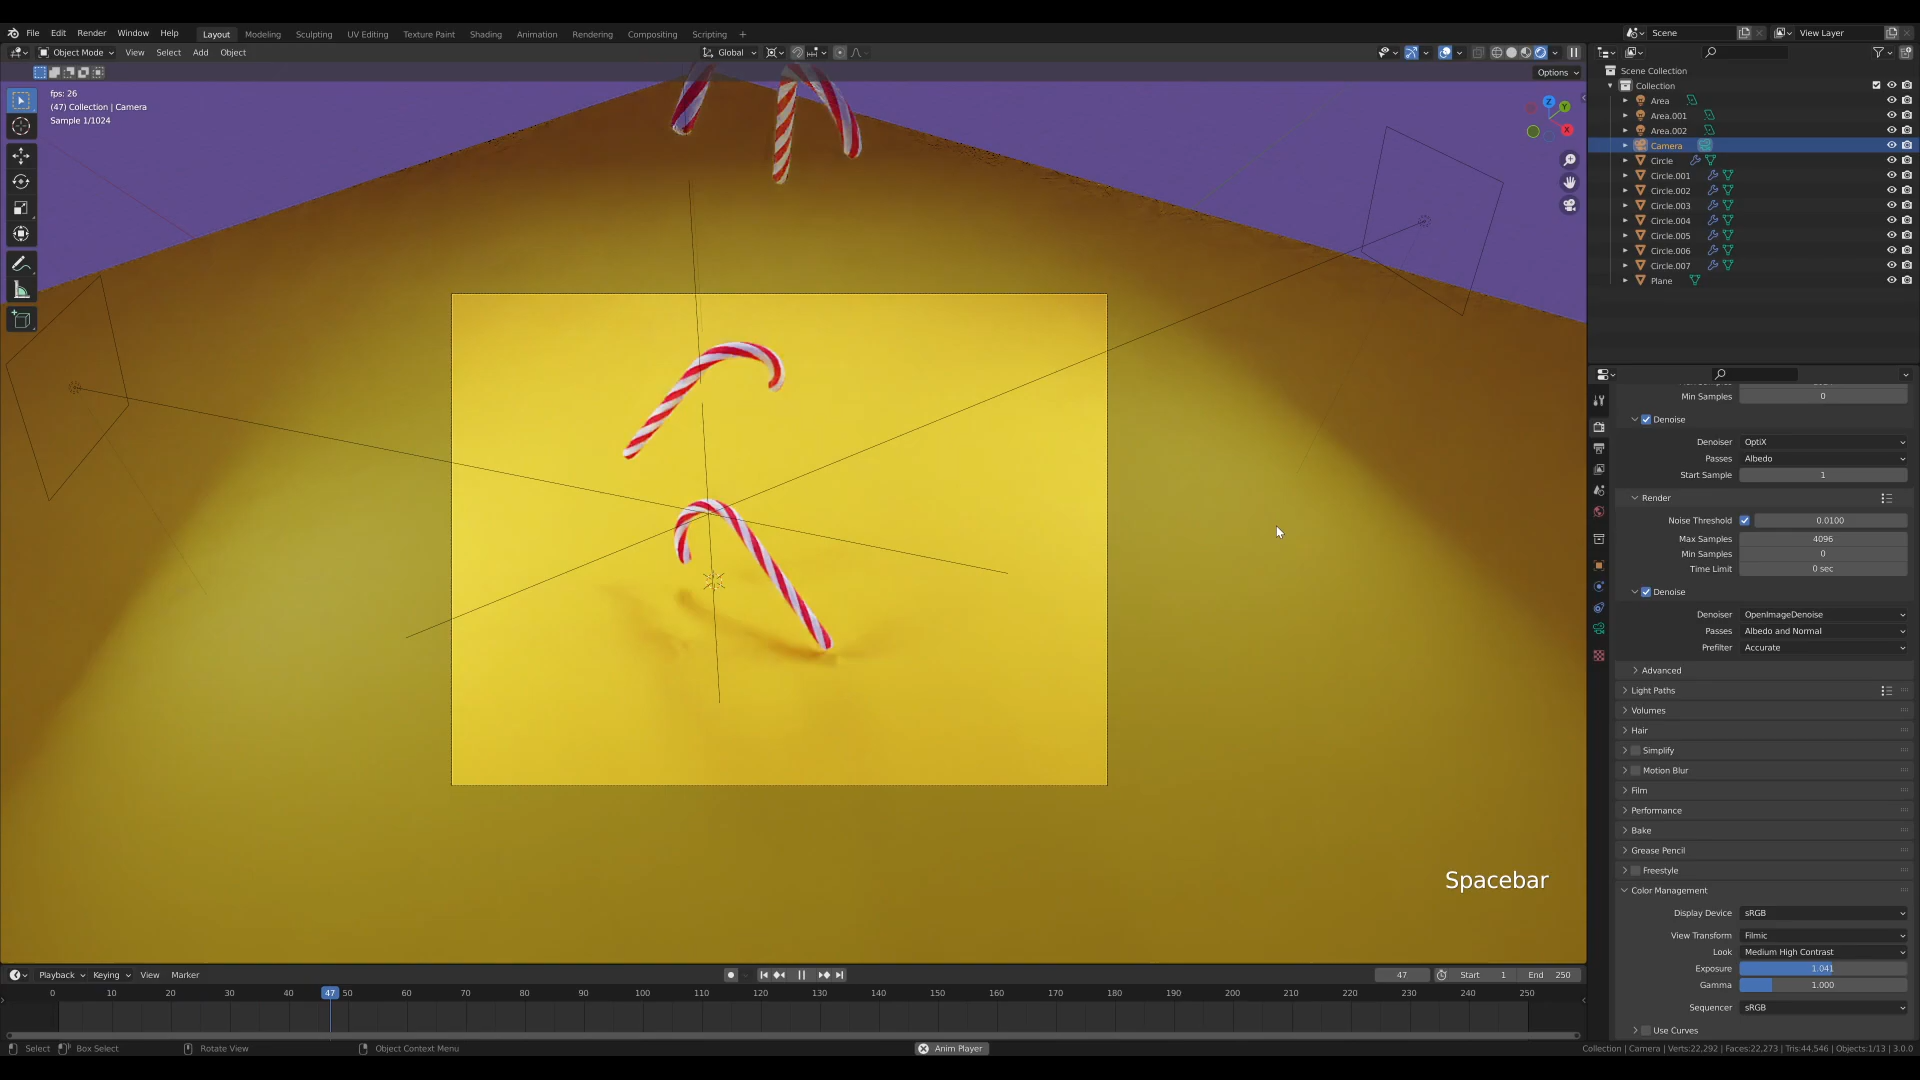 File Edit Render Window Help Layout Modeling Sculpting UV Editing Texture Paint Shading Animation Rendering Compositing Scripting + Scene View Layer
Object Mode View Select Add Object Global
Options
fps: 26
(47) Collection | Camera
Sample 1/1024
Z
Y
X
Scene Collection
Collection
Area
Area.001
Area.002
Camera
Circle
Circle.001
Circle.002
Circle.003
Circle.004
Circle.005
Circle.006
Circle.007
Plane
Min Samples 0
Denoise
Denoiser OptiX
Passes Albedo
Start Sample 1
Render
Noise Threshold 0.0100
Max Samples 4096
Min Samples 0
Time Limit 0 sec
Denoise
Denoiser OpenImageDenoise
Passes Albedo and Normal
Prefilter Accurate
Advanced
Light Paths
Volumes
Hair
Simplify
Motion Blur
Film
Performance
Bake
Grease Pencil
Freestyle
Color Management
Display Device sRGB
View Transform Filmic
Look Medium High Contrast
Exposure 1.041
Gamma 1.000
Sequencer sRGB
Use Curves
Spacebar
Playback Keying View Marker 47 Start 1 End 250
0 10 20 30 40 47 50 60 70 80 90 100 110 120 130 140 150 160 170 180 190 200 210 220 230 240 250
Select Box Select Rotate View Object Context Menu Anim Player Collection | Camera | Verts:22,292 | Faces:22,273 | Tris:44,546 | Objects:1/13 | 3.0.0